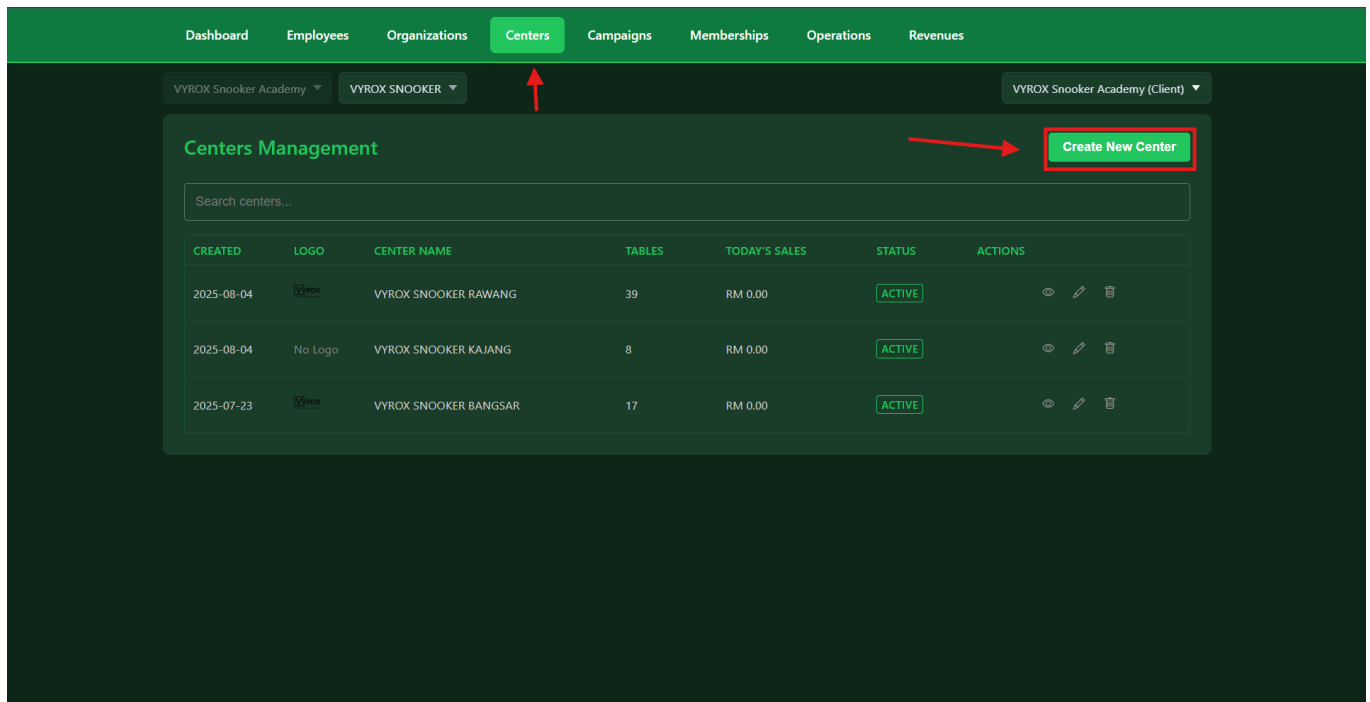 Dashboard Employees Organizations Centers Campaigns Memberships Operations Revenues
VYROX Snooker Academy VYROX SNOOKER VYROX Snooker Academy (Client)
Centers Management Create New Center
Search centers...
CREATED LOGO CENTER NAME TABLES TODAY'S SALES STATUS ACTIONS
2025-08-04 VYROX VYROX SNOOKER RAWANG 39 RM 0.00 ACTIVE
2025-08-04 No Logo VYROX SNOOKER KAJANG 8 RM 0.00 ACTIVE
2025-07-23 VYROX VYROX SNOOKER BANGSAR 17 RM 0.00 ACTIVE